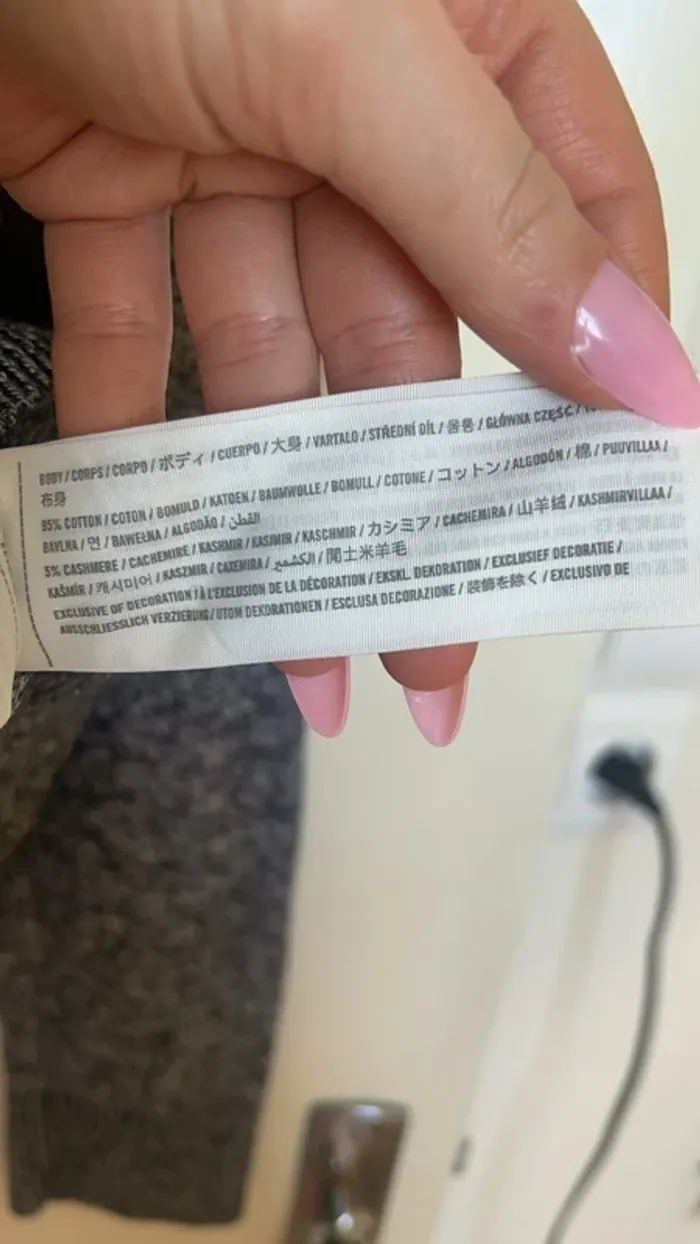 BODY / CORPS / CORPO / ボディ / CUERPO / 大身 / VARTALO / STŘEDNÍ DÍL / 몸통 / GŁÓWNA CZĘŚĆ /
布身
95% COTTON / COTON / BOMULD / KATOEN / BAUMWOLLE / BOMULL / COTONE / コットン / ALGODÓN / 棉 / PUUVILLAA /
BAVLNA / 면 / BAWEŁNA / ALGODÃO / القطن
5% CASHMERE / CACHEMIRE / KASHMIR / KASJMIR / KASCHMIR / カシミア / CACHEMIRA / 山羊絨 / KASHMIRVILLAA /
KAŠMÍR / 캐시미어 / KASZMIR / CAXEMIRA / الكشمير / 開士米羊毛
EXCLUSIVE OF DECORATION / À L'EXCLUSION DE LA DÉCORATION / EKSKL. DEKORATION / EXCLUSIEF DECORATIE /
AUSSCHLIESSLICH VERZIERUNG / UTOM DEKORATIONEN / ESCLUSA DECORAZIONE / 装飾を除く / EXCLUSIVO DE